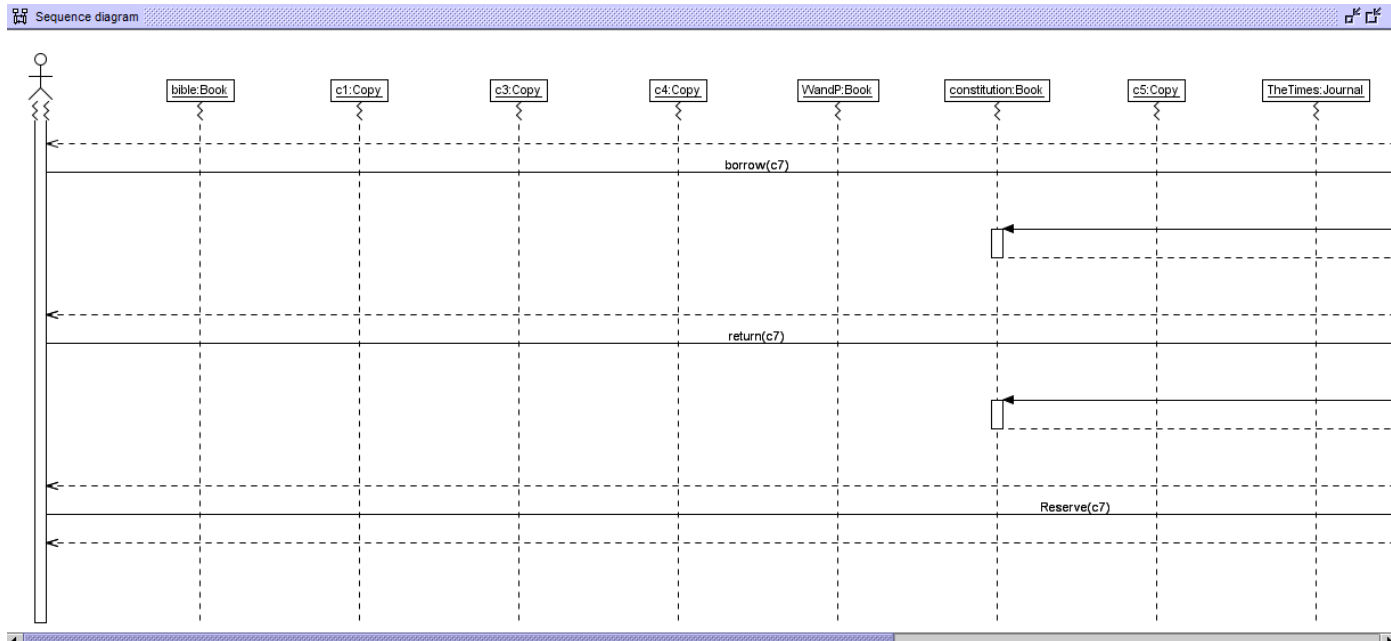 Sequence diagram
bible:Book
c1:Copy
c3:Copy
c4:Copy
WandP:Book
constitution:Book
c5:Copy
TheTimes:Journal
borrow(c7)
return(c7)
Reserve(c7)